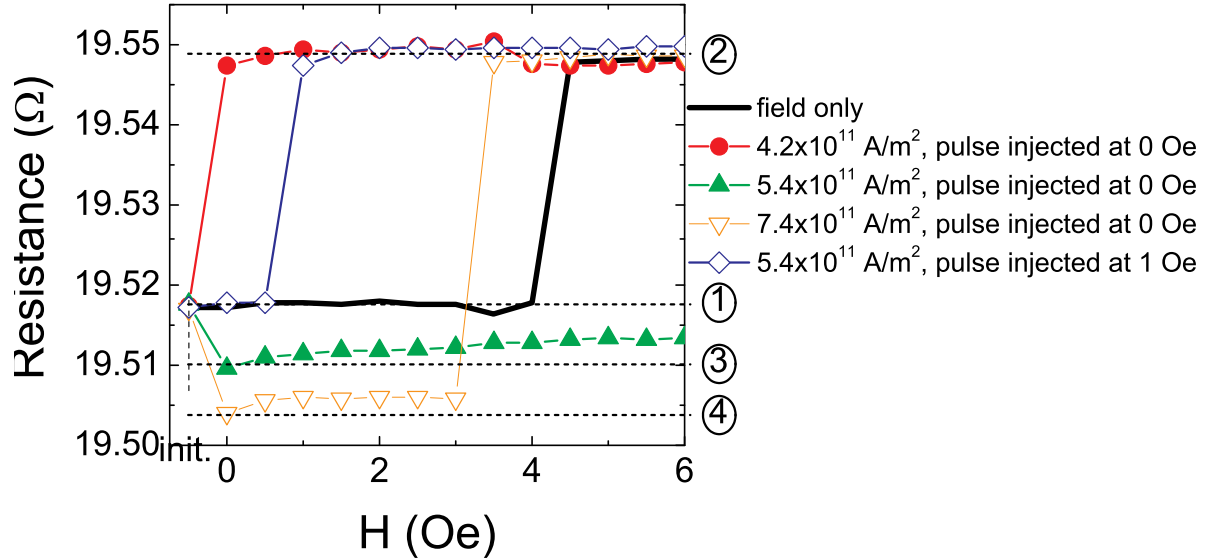 Resistance (Ω)
19.55
19.54
19.53
19.52
19.51
19.50
init.
0
2
4
6
H (Oe)
②
①
③
④
field only
4.2x10¹¹ A/m², pulse injected at 0 Oe
5.4x10¹¹ A/m², pulse injected at 0 Oe
7.4x10¹¹ A/m², pulse injected at 0 Oe
5.4x10¹¹ A/m², pulse injected at 1 Oe